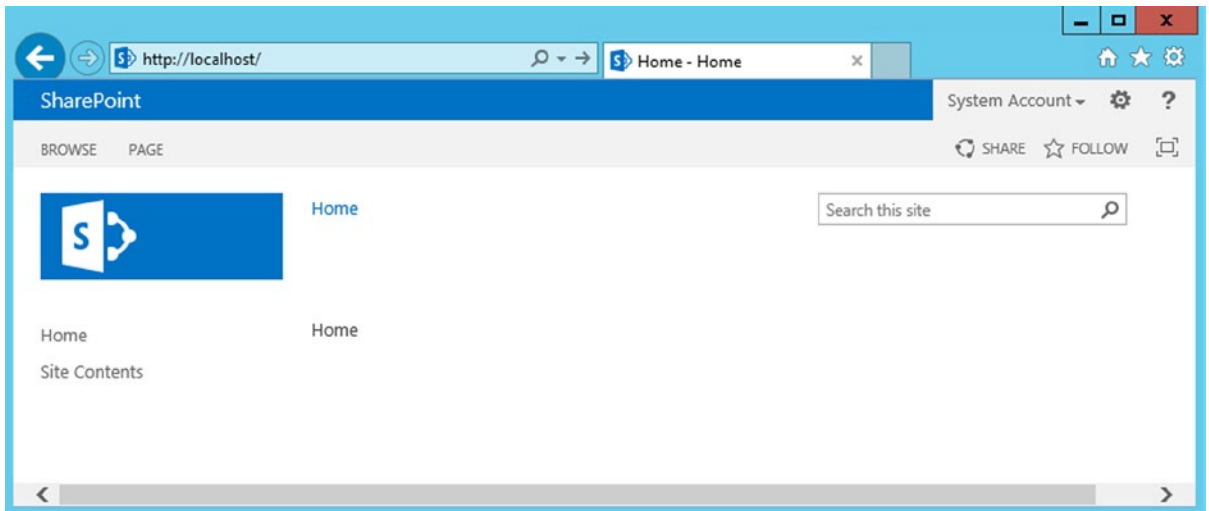 http://localhost/ Home - Home
SharePoint System Account ?
BROWSE PAGE SHARE FOLLOW
S Home Search this site
Home Home
Site Contents